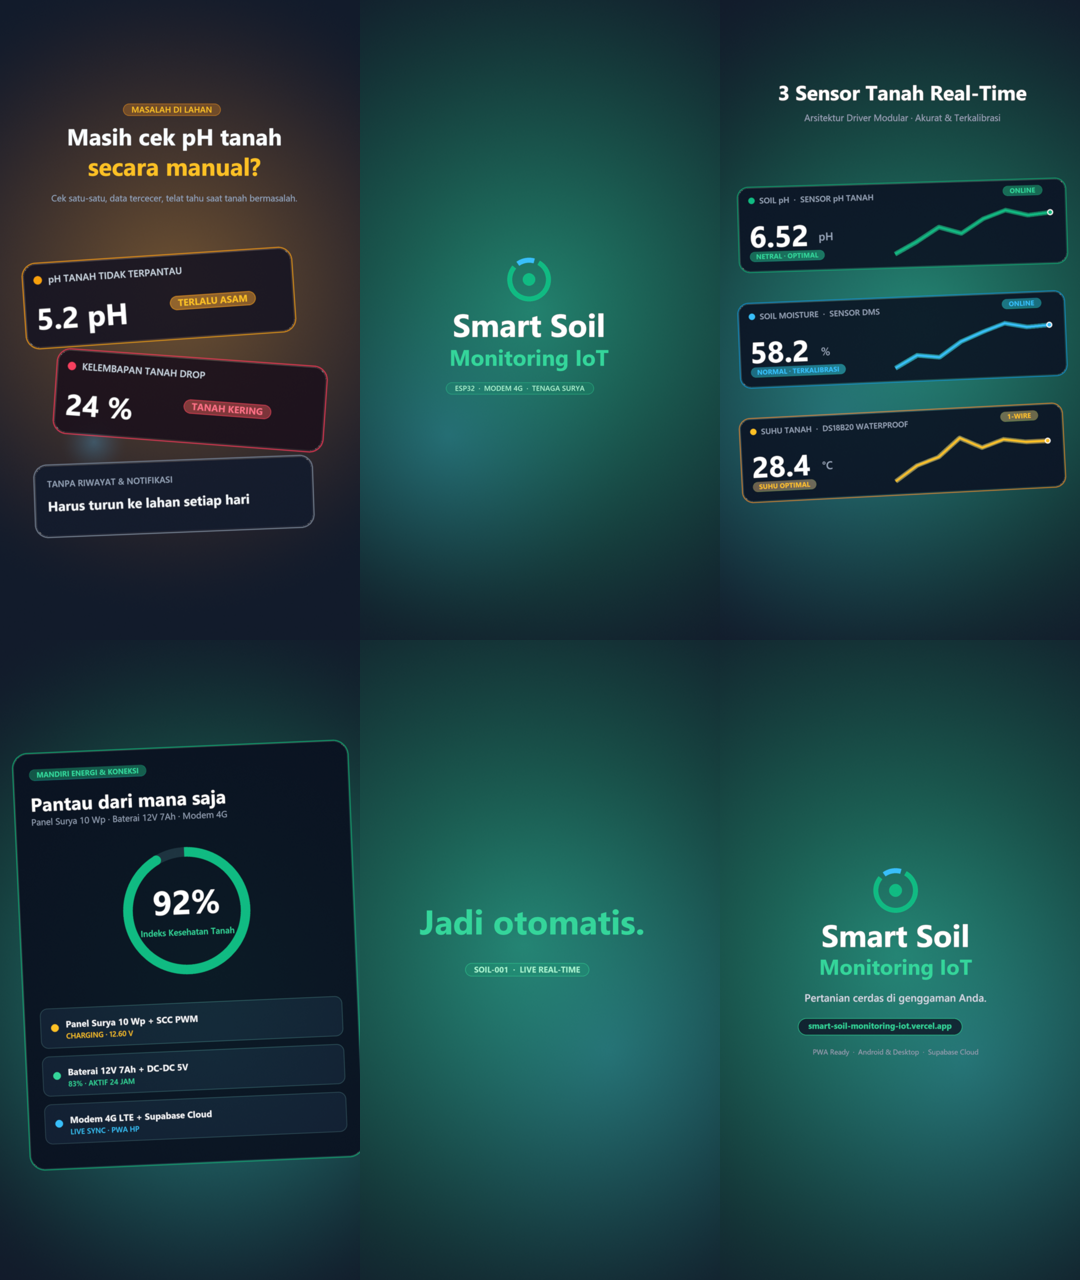 MASALAH DI LAHAN
Masih cek pH tanah
secara manual?
Cek satu-satu, data tercecer, telat tahu saat tanah bermasalah.
pH TANAH TIDAK TERPANTAU
5.2 pH
TERLALU ASAM
KELEMBAPAN TANAH DROP
24 %
TANAH KERING
TANPA RIWAYAT & NOTIFIKASI
Harus turun ke lahan setiap hari
Smart Soil
Monitoring IoT
ESP32 · MODEM 4G · TENAGA SURYA
3 Sensor Tanah Real-Time
Arsitektur Driver Modular · Akurat & Terkalibrasi
SOIL pH · SENSOR pH TANAH
ONLINE
6.52 pH
NETRAL · OPTIMAL
SOIL MOISTURE · SENSOR DMS
ONLINE
58.2 %
NORMAL · TERKALIBRASI
SUHU TANAH · DS18B20 WATERPROOF
1-WIRE
28.4 °C
SUHU OPTIMAL
MANDIRI ENERGI & KONEKSI
Pantau dari mana saja
Panel Surya 10 Wp · Baterai 12V 7Ah · Modem 4G
92%
Indeks Kesehatan Tanah
Panel Surya 10 Wp + SCC PWM
CHARGING · 12.60 V
Baterai 12V 7Ah + DC-DC 5V
83% · AKTIF 24 JAM
Modem 4G LTE + Supabase Cloud
LIVE SYNC · PWA HP
Jadi otomatis.
SOIL-001 · LIVE REAL-TIME
Smart Soil
Monitoring IoT
Pertanian cerdas di genggaman Anda.
smart-soil-monitoring-iot.vercel.app
PWA Ready · Android & Desktop · Supabase Cloud